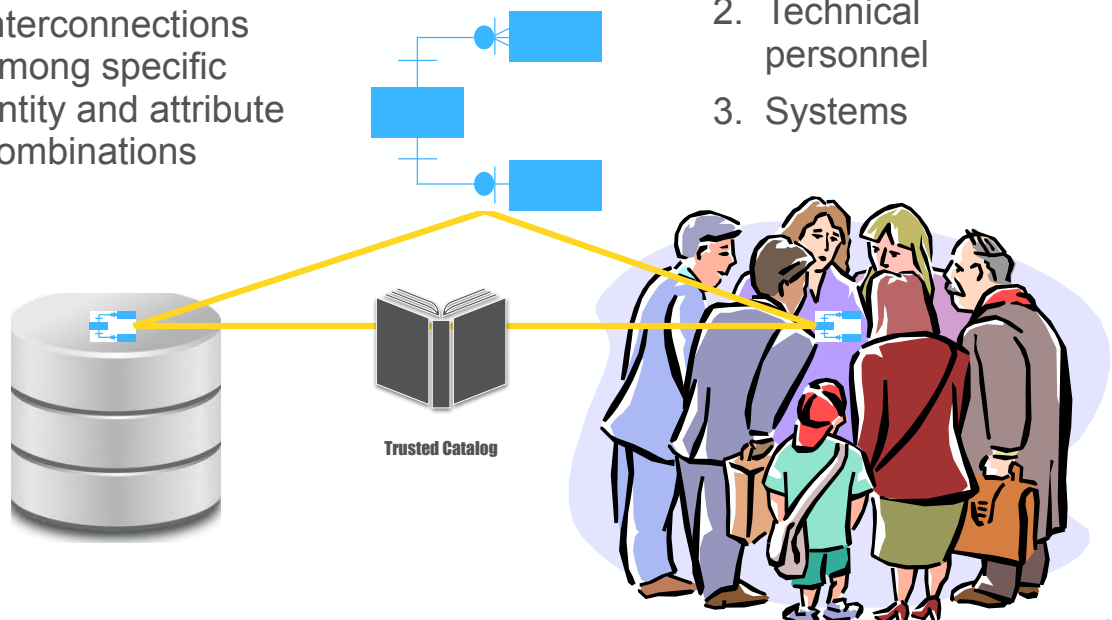 nterconnections
mong specific
ntity and attribute
ombinations
2. Technical
personnel
3. Systems
Trusted Catalog